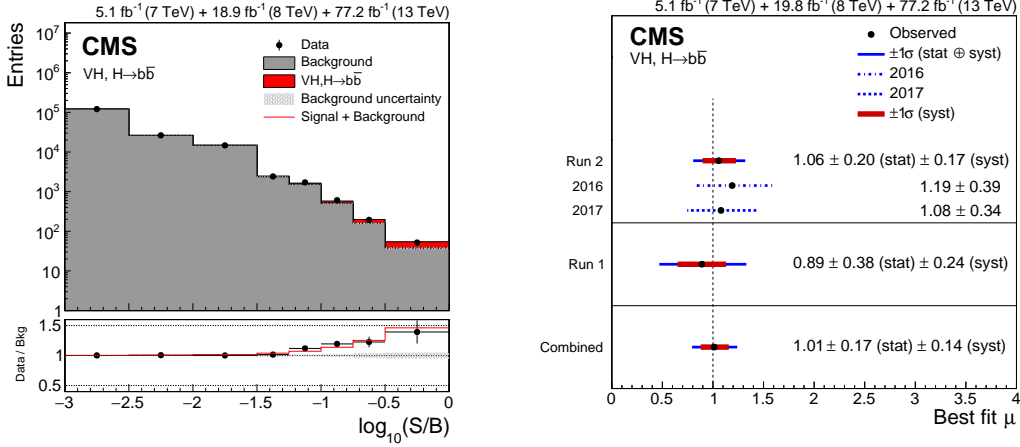 5.1 fb⁻¹ (7 TeV) + 18.9 fb⁻¹ (8 TeV) + 77.2 fb⁻¹ (13 TeV)
Entries
10⁷
10⁶
10⁵
10⁴
10³
10²
10
1
CMS
VH, H→bb̅
Data
Background
VH,H→bb̅
Background uncertainty
Signal + Background
Data / Bkg
1.5
1
0.5
−3 −2.5 −2 −1.5 −1 −0.5 0
log₁₀(S/B)
5.1 fb⁻¹ (7 TeV) + 19.8 fb⁻¹ (8 TeV) + 77.2 fb⁻¹ (13 TeV)
CMS
VH, H→bb̅
Observed
±1σ (stat ⊕ syst)
2016
2017
±1σ (syst)
Run 2 1.06 ± 0.20 (stat) ± 0.17 (syst)
2016 1.19 ± 0.39
2017 1.08 ± 0.34
Run 1 0.89 ± 0.38 (stat) ± 0.24 (syst)
Combined 1.01 ± 0.17 (stat) ± 0.14 (syst)
0 0.5 1 1.5 2 2.5 3 3.5 4
Best fit μ